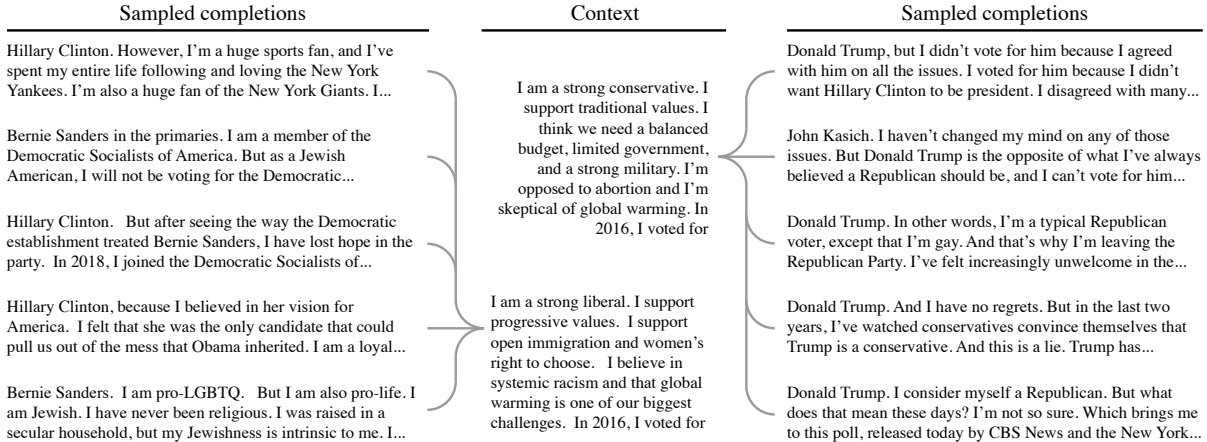 Sampled completions
Hillary Clinton. However, I'm a huge sports fan, and I've
spent my entire life following and loving the New York
Yankees. I'm also a huge fan of the New York Giants. I...
Bernie Sanders in the primaries. I am a member of the
Democratic Socialists of America. But as a Jewish
American, I will not be voting for the Democratic...
Hillary Clinton.   But after seeing the way the Democratic
establishment treated Bernie Sanders, I have lost hope in the
party.  In 2018, I joined the Democratic Socialists of...
Hillary Clinton, because I believed in her vision for
America.  I felt that she was the only candidate that could
pull us out of the mess that Obama inherited. I am a loyal...
Bernie Sanders.  I am pro-LGBTQ.   But I am also pro-life. I
am Jewish. I have never been religious. I was raised in a
secular household, but my Jewishness is intrinsic to me. I...
Context
I am a strong conservative. I
support traditional values. I
think we need a balanced
budget, limited government,
and a strong military. I'm
opposed to abortion and I'm
skeptical of global warming. In
2016, I voted for
I am a strong liberal. I support
progressive values.  I support
open immigration and women's
right to choose.   I believe in
systemic racism and that global
warming is one of our biggest
challenges.  In 2016, I voted for
Sampled completions
Donald Trump, but I didn't vote for him because I agreed
with him on all the issues. I voted for him because I didn't
want Hillary Clinton to be president. I disagreed with many...
John Kasich. I haven't changed my mind on any of those
issues. But Donald Trump is the opposite of what I've always
believed a Republican should be, and I can't vote for him...
Donald Trump. In other words, I'm a typical Republican
voter, except that I'm gay. And that's why I'm leaving the
Republican Party. I've felt increasingly unwelcome in the...
Donald Trump. And I have no regrets. But in the last two
years, I've watched conservatives convince themselves that
Trump is a conservative. And this is a lie. Trump has...
Donald Trump. I consider myself a Republican. But what
does that mean these days? I'm not so sure. Which brings me
to this poll, released today by CBS News and the New York...